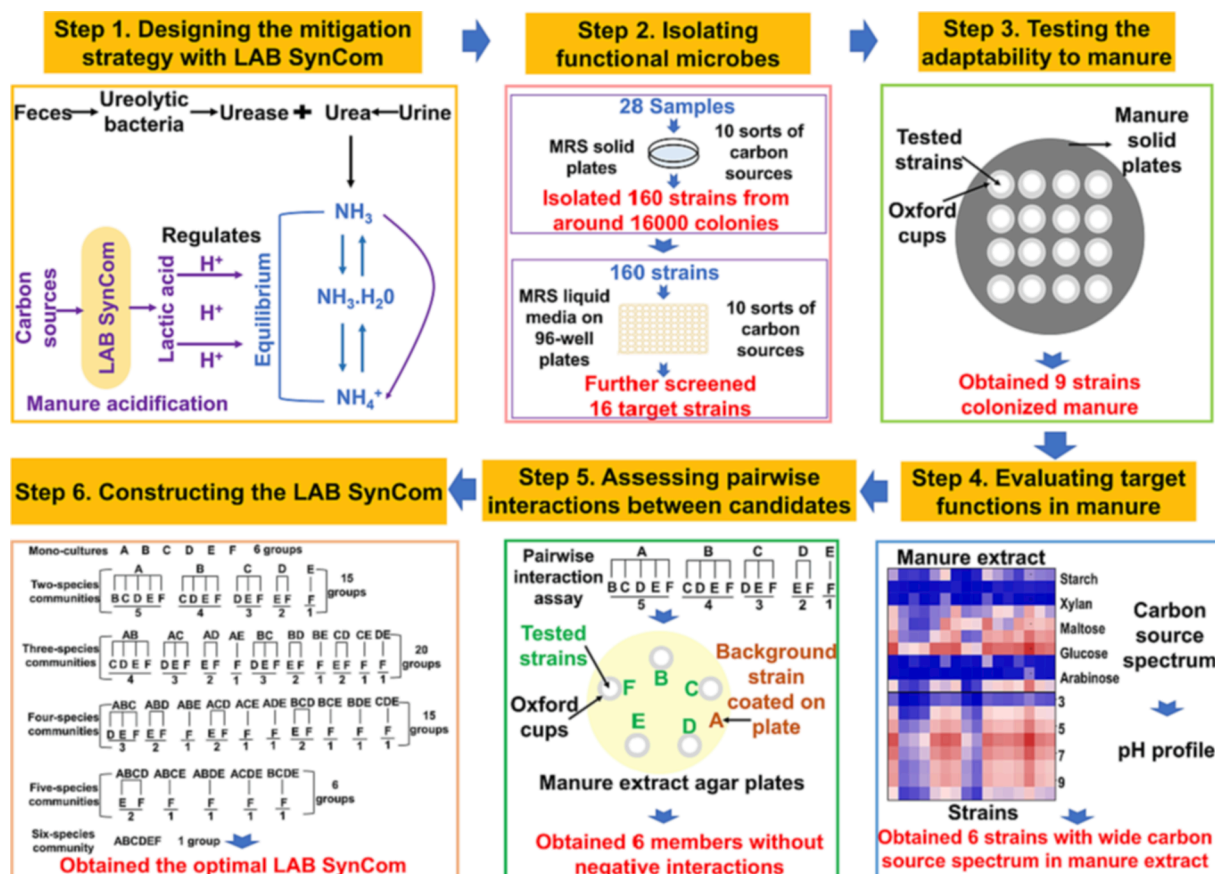 Step 1. Designing the mitigation
strategy with LAB SynCom
Feces
Ureolytic
bacteria
Urease + Urea
Urine
NH3
Regulates
Carbon
sources
LAB SynCom
Lactic acid
H+
H+
H+
Equilibrium
NH3.H20
NH4+
Manure acidification
Step 2. Isolating
functional microbes
28 Samples
MRS solid
plates
10 sorts of
carbon
sources
Isolated 160 strains from
around 16000 colonies
160 strains
MRS liquid
media on
96-well
plates
10 sorts of
carbon
sources
Further screened
16 target strains
Step 3. Testing the
adaptability to manure
Tested
strains
Oxford
cups
Manure
solid
plates
Obtained 9 strains
colonized manure
Step 4. Evaluating target
functions in manure
Manure extract
Starch
Xylan
Maltose
Glucose
Arabinose
3
5
7
9
Strains
Carbon
source
spectrum
pH profile
Obtained 6 strains with wide carbon
source spectrum in manure extract
Step 5. Assessing pairwise
interactions between candidates
Pairwise
interaction
assay
A B C D E
B C D E F C D E F D E F E F F
5 4 3 2 1
Tested
strains
Oxford
cups
B
F C
E D A
Background
strain
coated on
plate
Manure extract agar plates
Obtained 6 members without
negative interactions
Step 6. Constructing the LAB SynCom
Mono-cultures A B C D E F 6 groups
Two-species
communities
A B C D E
B C D E F C D E F D E F E F F
5 4 3 2 1
15
groups
Three-species
communities
AB AC AD AE BC BD BE CD CE DE
C D E F D E F E F F D E F E F F E F F F
4 3 2 1 3 2 1 2 1 1
20
groups
Four-species
communities
ABC ABD ABE ACD ACE ADE BCD BCE BDE CDE
D E F E F F E F F F E F F F F
3 2 1 2 1 1 2 1 1 1
15
groups
Five-species
communities
ABCD ABCE ABDE ACDE BCDE
E F F F F F
2 1 1 1 1
6
groups
Six-species
community
ABCDEF 1 group
Obtained the optimal LAB SynCom